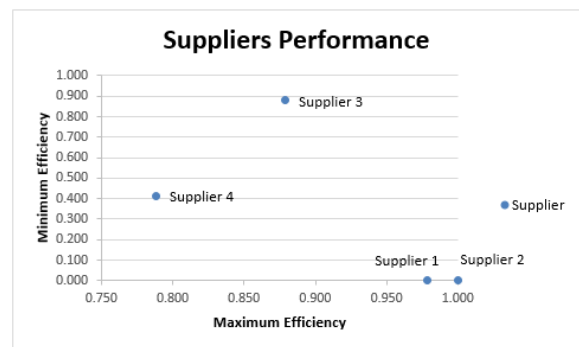 Suppliers Performance
Minimum Efficiency
1.000
0.900
0.800
0.700
0.600
0.500
0.400
0.300
0.200
0.100
0.000
Supplier 3
Supplier 4
Supplier
Supplier 1
Supplier 2
0.750
0.800
0.850
0.900
0.950
1.000
Maximum Efficiency